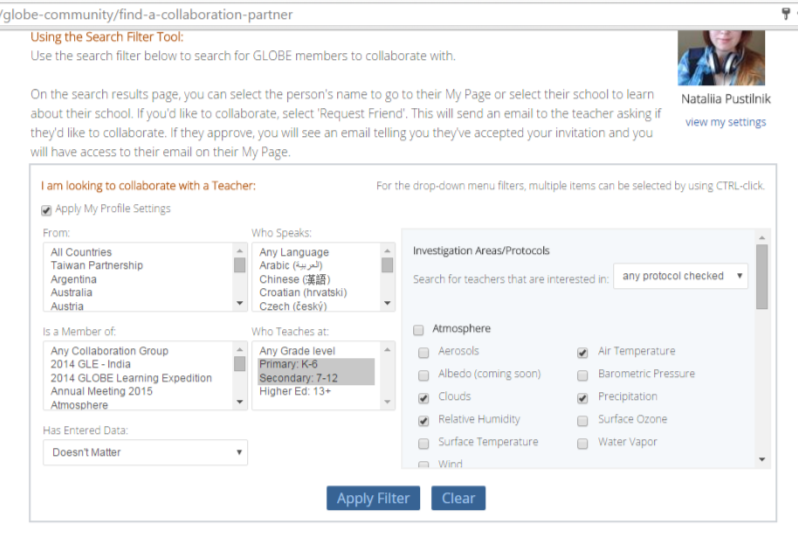 /globe-community/find-a-collaboration-partner
Using the Search Filter Tool:
Use the search filter below to search for GLOBE members to collaborate with.
On the search results page, you can select the person's name to go to their My Page or select their school to learn
about their school. If you'd like to collaborate, select 'Request Friend'. This will send an email to the teacher asking if
they'd like to collaborate. If they approve, you will see an email telling you they've accepted your invitation and you
will have access to their email on their My Page.
Nataliia Pustilnik
view my settings
I am looking to collaborate with a Teacher:
For the drop-down menu filters, multiple items can be selected by using CTRL-click.
Apply My Profile Settings
From:
All Countries
Taiwan Partnership
Argentina
Australia
Austria
Who Speaks:
Any Language
Arabic (العربية)
Chinese (漢語)
Croatian (hrvatski)
Czech (český)
Is a Member of:
Any Collaboration Group
2014 GLE - India
2014 GLOBE Learning Expedition
Annual Meeting 2015
Atmosphere
Who Teaches at:
Any Grade level
Primary: K-6
Secondary: 7-12
Higher Ed: 13+
Has Entered Data:
Doesn't Matter
Investigation Areas/Protocols
Search for teachers that are interested in: any protocol checked
Atmosphere
Aerosols Air Temperature
Albedo (coming soon) Barometric Pressure
Clouds Precipitation
Relative Humidity Surface Ozone
Surface Temperature Water Vapor
Wind
Apply Filter Clear